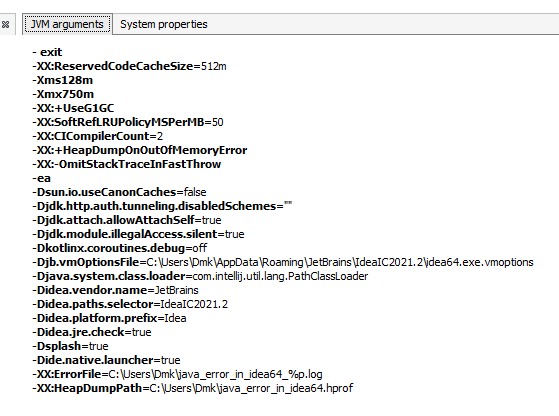 JVM arguments System properties
- exit
-XX:ReservedCodeCacheSize=512m
-Xms128m
-Xmx750m
-XX:+UseG1GC
-XX:SoftRefLRUPolicyMSPerMB=50
-XX:CICompilerCount=2
-XX:+HeapDumpOnOutOfMemoryError
-XX:-OmitStackTraceInFastThrow
-ea
-Dsun.io.useCanonCaches=false
-Djdk.http.auth.tunneling.disabledSchemes=""
-Djdk.attach.allowAttachSelf=true
-Djdk.module.illegalAccess.silent=true
-Dkotlinx.coroutines.debug=off
-Djb.vmOptionsFile=C:\Users\Dmk\AppData\Roaming\JetBrains\IdeaIC2021.2\idea64.exe.vmoptions
-Djava.system.class.loader=com.intellij.util.lang.PathClassLoader
-Didea.vendor.name=JetBrains
-Didea.paths.selector=IdeaIC2021.2
-Didea.platform.prefix=Idea
-Didea.jre.check=true
-Dsplash=true
-Dide.native.launcher=true
-XX:ErrorFile=C:\Users\Dmk\java_error_in_idea64_%p.log
-XX:HeapDumpPath=C:\Users\Dmk\java_error_in_idea64.hprof